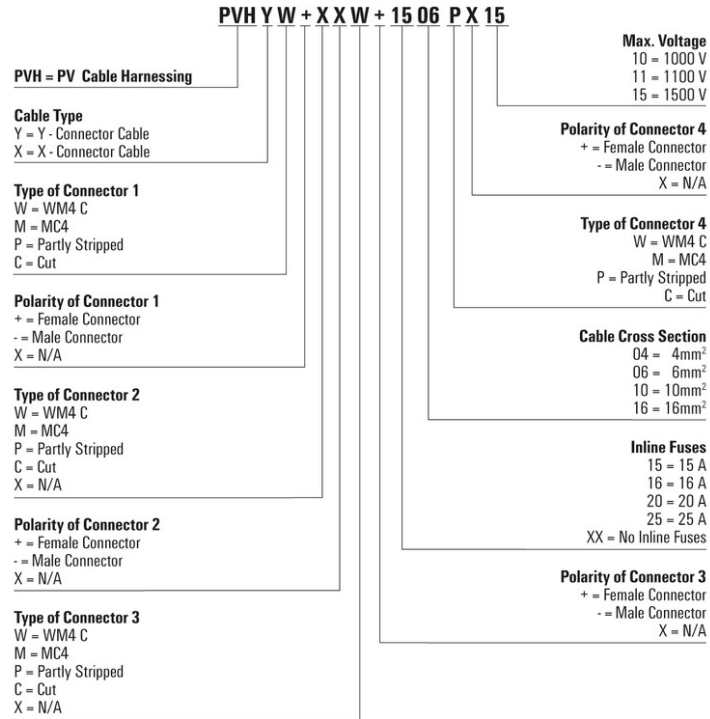 PVH Y W + X X W + 15 06 P X 15
PVH = PV Cable Harnessing
Cable Type
Y = Y - Connector Cable
X = X - Connector Cable
Type of Connector 1
W = WM4 C
M = MC4
P = Partly Stripped
C = Cut
Polarity of Connector 1
+ = Female Connector
- = Male Connector
X = N/A
Type of Connector 2
W = WM4 C
M = MC4
P = Partly Stripped
C = Cut
X = N/A
Polarity of Connector 2
+ = Female Connector
- = Male Connector
X = N/A
Type of Connector 3
W = WM4 C
M = MC4
P = Partly Stripped
C = Cut
X = N/A
Max. Voltage
10 = 1000 V
11 = 1100 V
15 = 1500 V
Polarity of Connector 4
+ = Female Connector
- = Male Connector
X = N/A
Type of Connector 4
W = WM4 C
M = MC4
P = Partly Stripped
C = Cut
Cable Cross Section
04 = 4mm²
06 = 6mm²
10 = 10mm²
16 = 16mm²
Inline Fuses
15 = 15 A
16 = 16 A
20 = 20 A
25 = 25 A
XX = No Inline Fuses
Polarity of Connector 3
+ = Female Connector
- = Male Connector
X = N/A